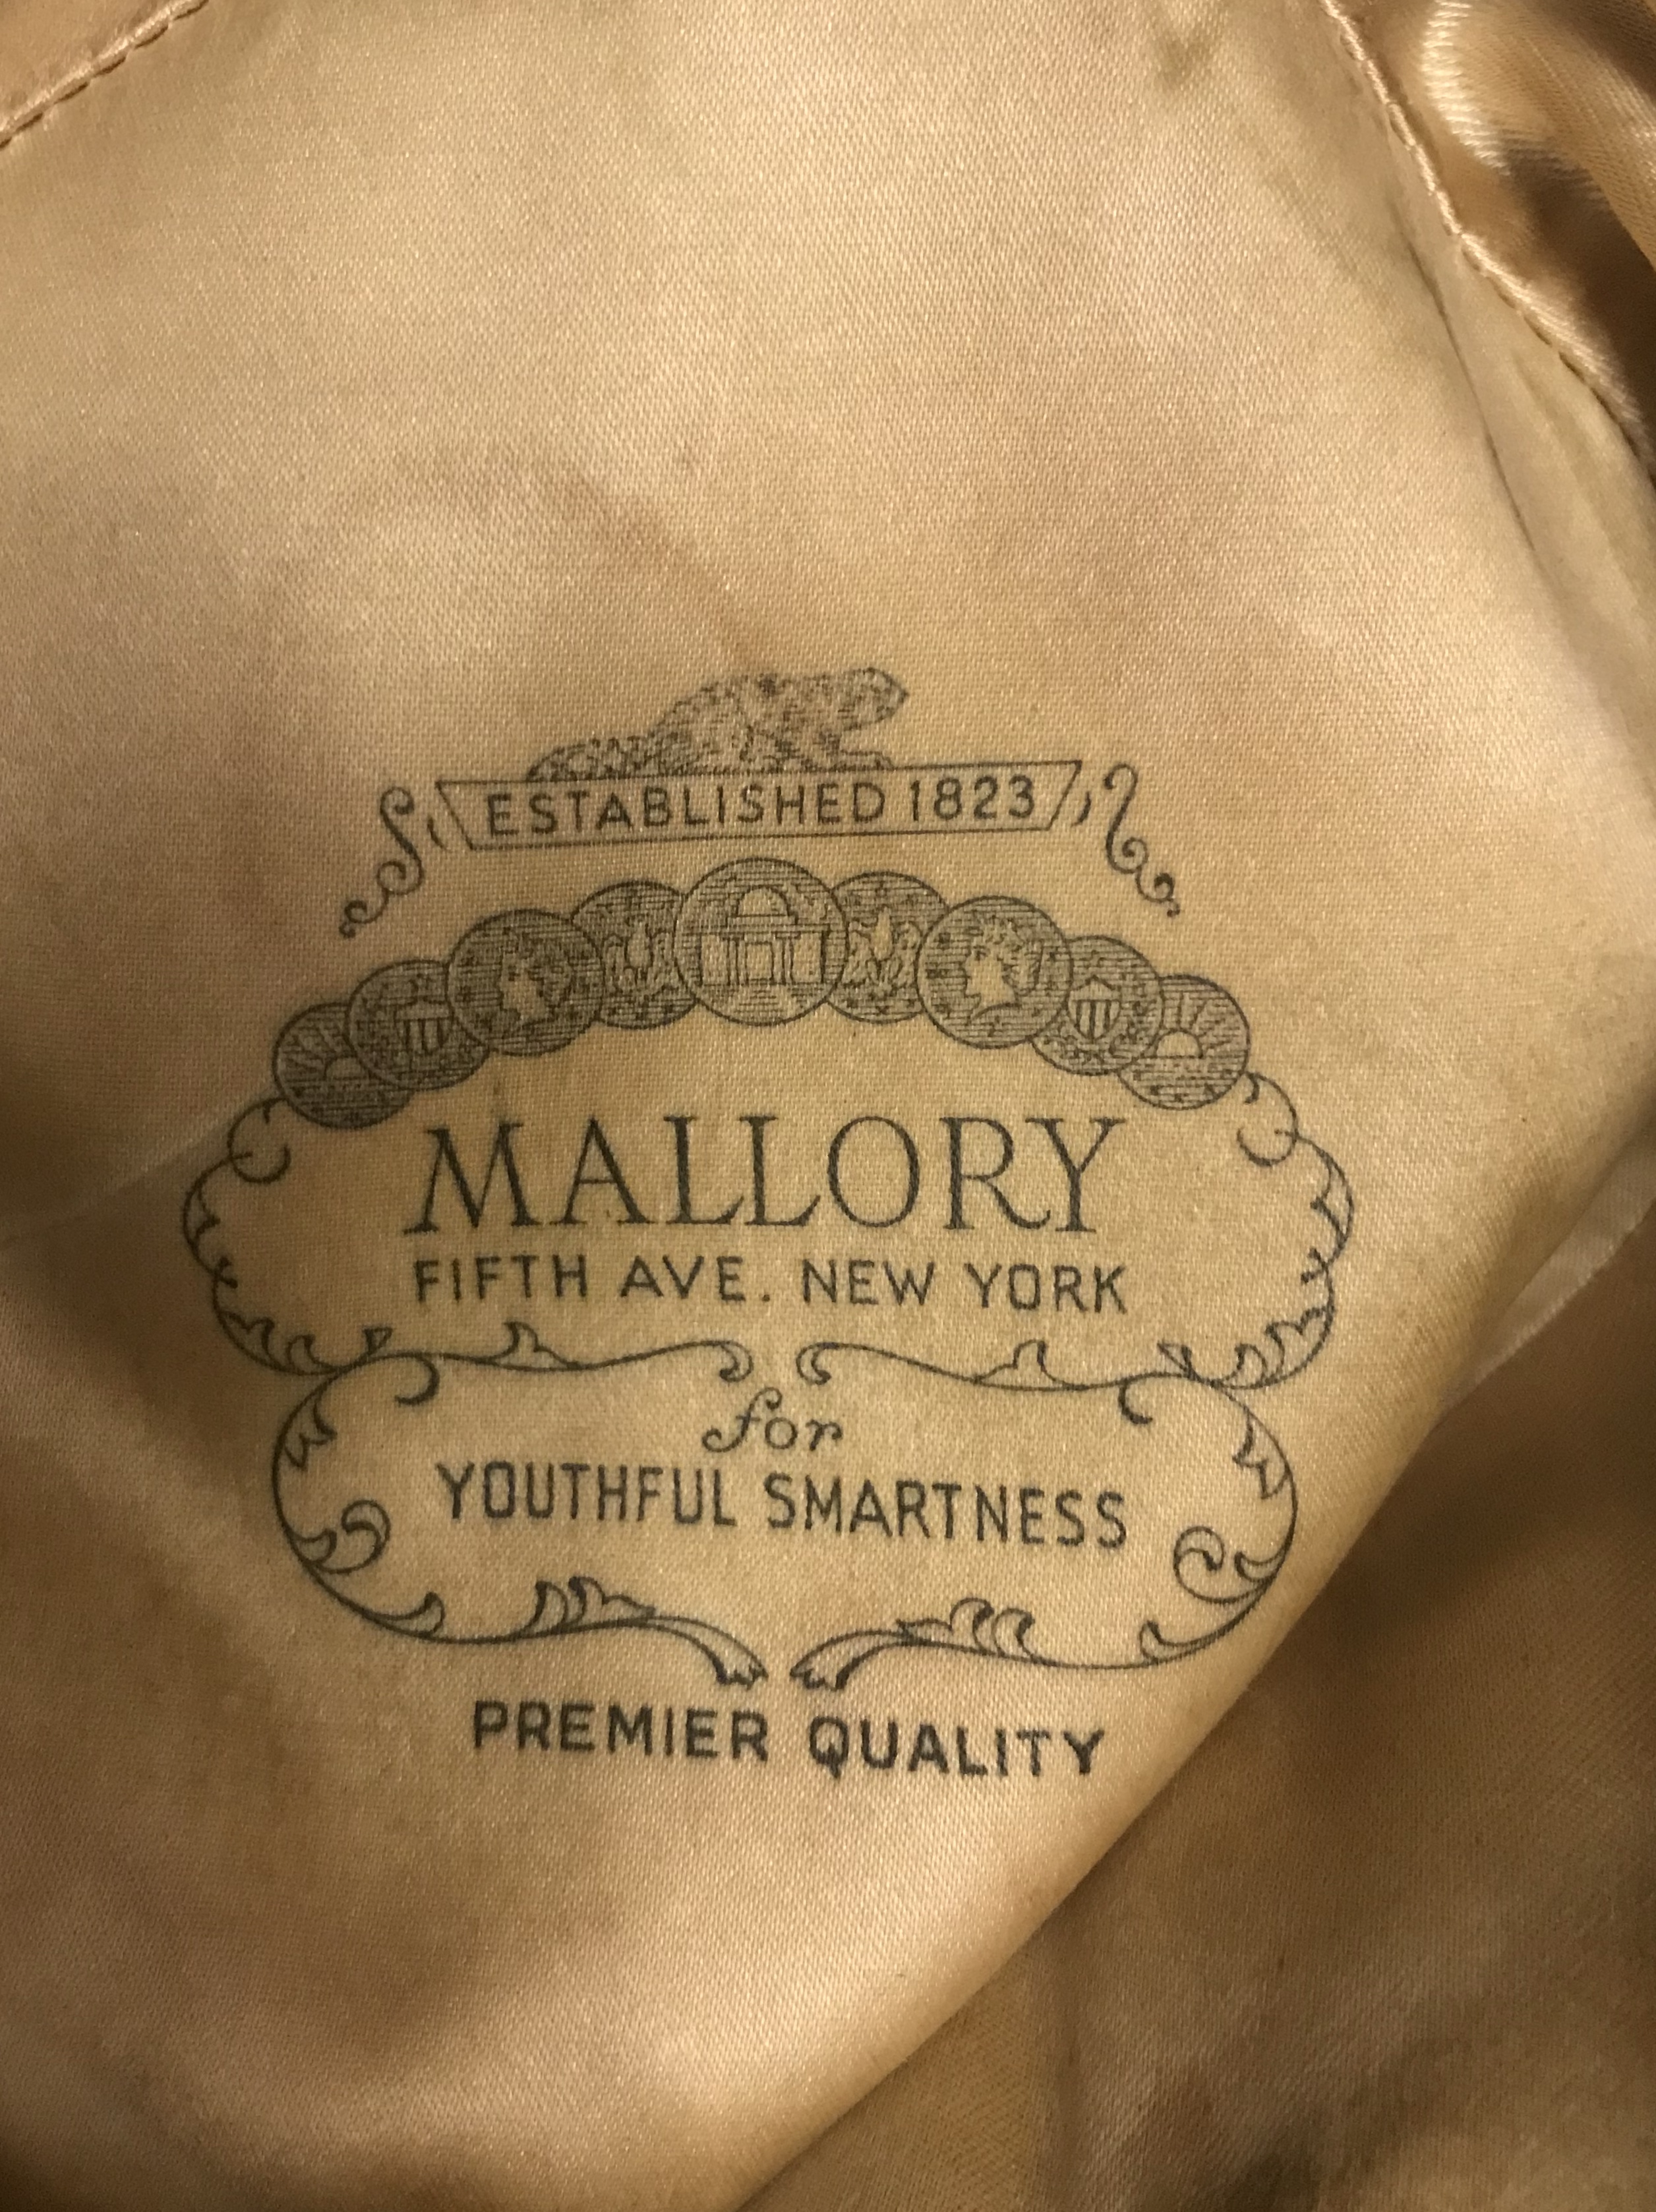 ESTABLISHED 1823
MALLORY
FIFTH AVE. NEW YORK
for
YOUTHFUL SMARTNESS
PREMIER QUALITY